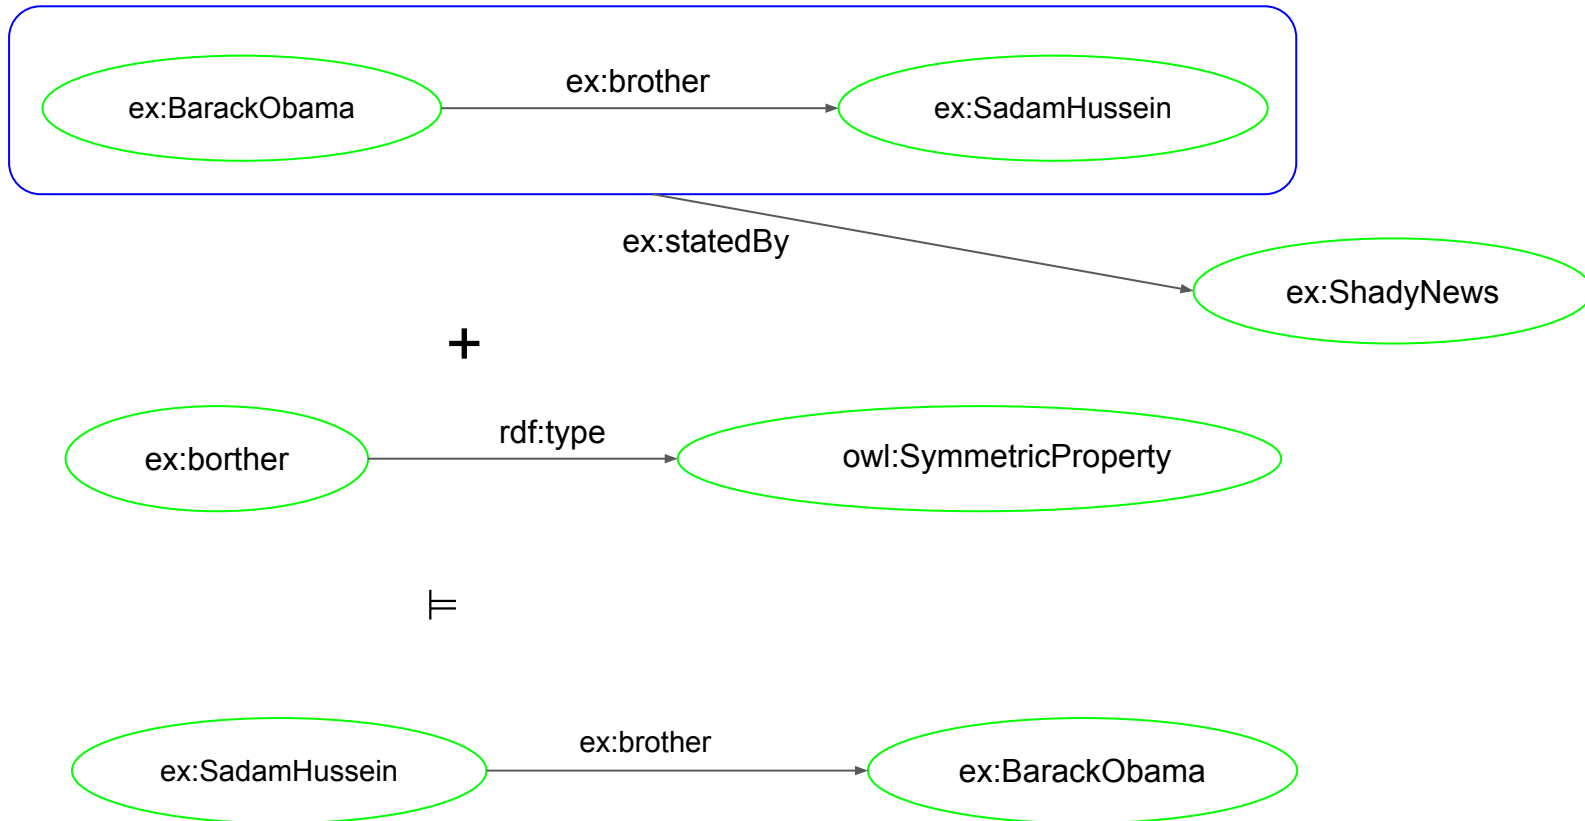 ex:BarackObama
ex:brother
ex:SadamHussein
ex:statedBy
ex:ShadyNews
+
ex:borther
rdf:type
owl:SymmetricProperty
⊨
ex:SadamHussein
ex:brother
ex:BarackObama